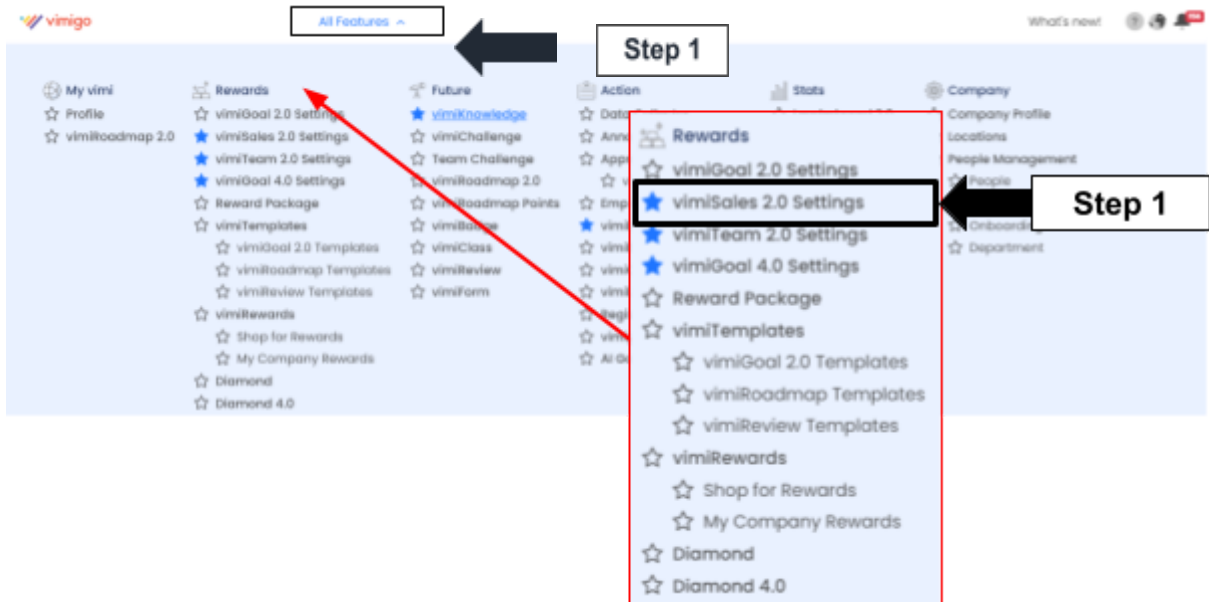 vimigo
All Features
What's new!
Step 1
My vimi
Profile
vimiRoadmap 2.0
Rewards
vimiGoal 2.0 Settings
vimiSales 2.0 Settings
vimiTeam 2.0 Settings
vimiGoal 4.0 Settings
Reward Package
vimiTemplates
vimiGoal 2.0 Templates
vimiRoadmap Templates
vimiReview Templates
vimiRewards
Shop for Rewards
My Company Rewards
Diamond
Diamond 4.0
Future
vimiKnowledge
vimiChallenge
Team Challenge
vimiRoadmap 2.0
vimiRoadmap Points
vimiBadge
vimiClass
vimiReview
vimiForm
Action
Stats
Company
Company Profile
Locations
People Management
People
Onboarding
Department
Rewards
vimiGoal 2.0 Settings
vimiSales 2.0 Settings
vimiTeam 2.0 Settings
vimiGoal 4.0 Settings
Reward Package
vimiTemplates
vimiGoal 2.0 Templates
vimiRoadmap Templates
vimiReview Templates
vimiRewards
Shop for Rewards
My Company Rewards
Diamond
Diamond 4.0
Step 1